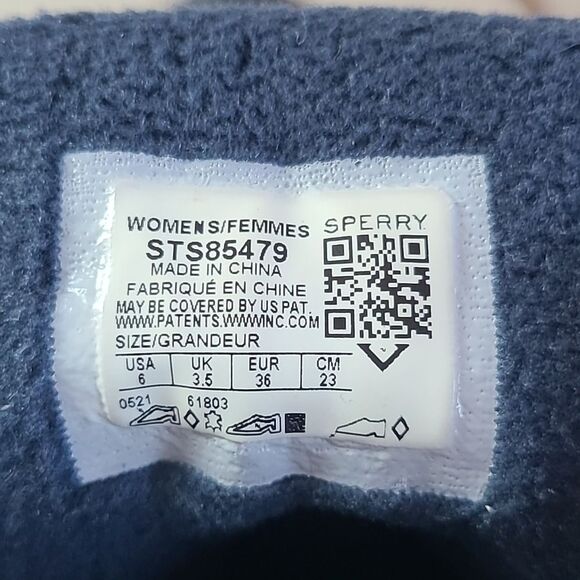 WOMENS/FEMMES SPERRY
STS85479
MADE IN CHINA
FABRIQUÉ EN CHINE
MAY BE COVERED BY US PAT.
WWW.PATENTS.WWWINC.COM
SIZE/GRANDEUR
USA UK EUR CM
6 3.5 36 23
0521 61803